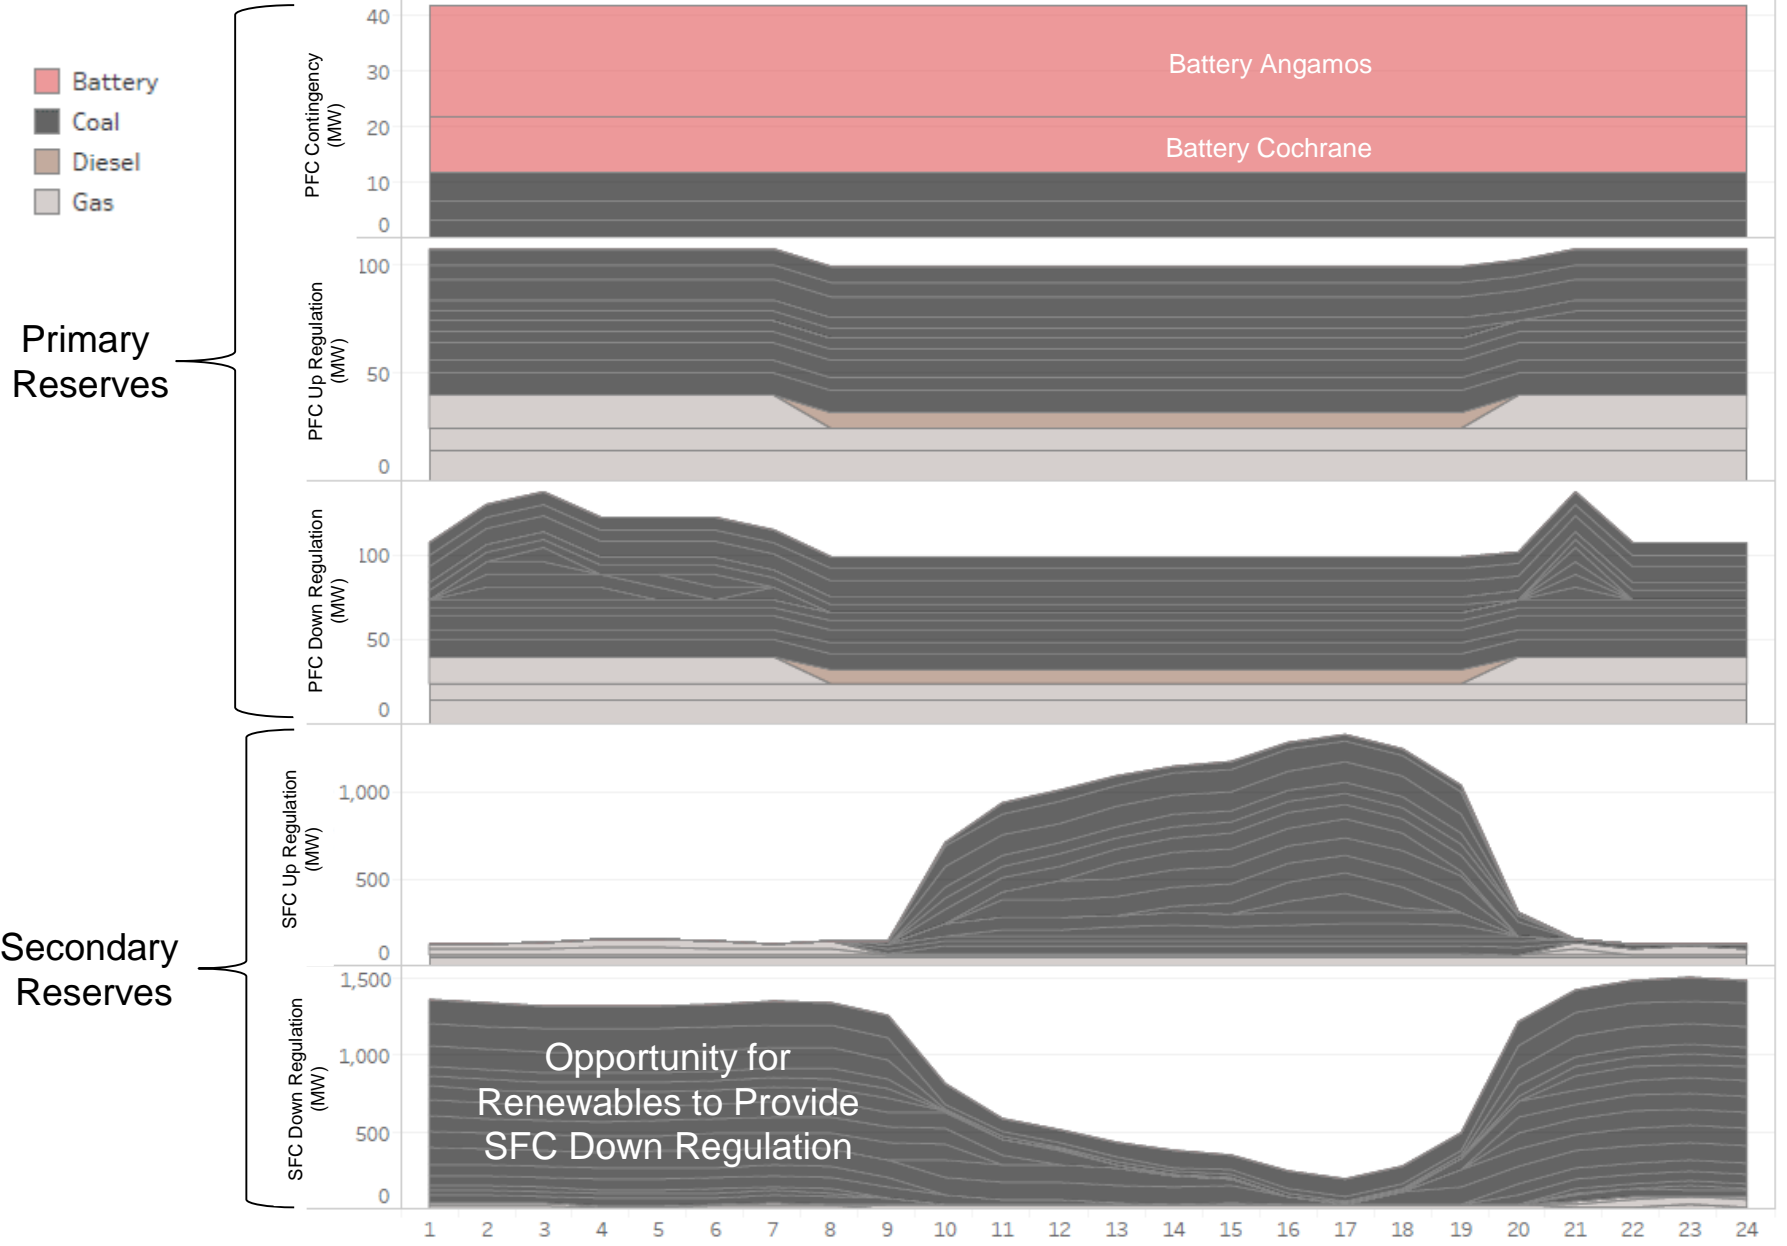 Battery
Coal
Diesel
Gas
Primary
Reserves
Secondary
Reserves
PFC Contingency
(MW)
40
30
20
10
0
Battery Angamos
Battery Cochrane
PFC Up Regulation
(MW)
100
50
0
PFC Down Regulation
(MW)
100
50
0
SFC Up Regulation
(MW)
1,000
500
0
SFC Down Regulation
(MW)
1,500
1,000
500
0
Opportunity for
Renewables to Provide
SFC Down Regulation
1 2 3 4 5 6 7 8 9 10 11 12 13 14 15 16 17 18 19 20 21 22 23 24